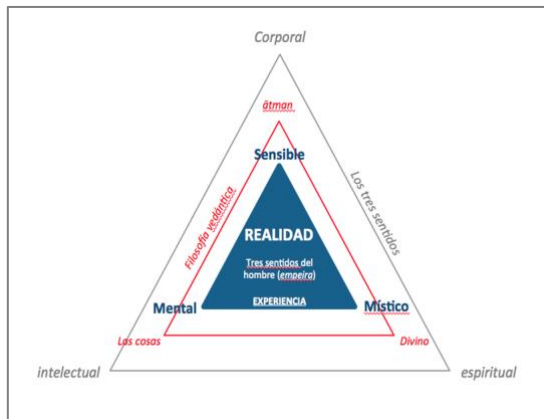 Corporal
ātman
Sensible
Los tres sentidos
Filosofía vedántica
REALIDAD
Tres sentidos del
hombre (empeira)
EXPERIENCIA
Mental
Místico
Las cosas
Divino
intelectual
espiritual